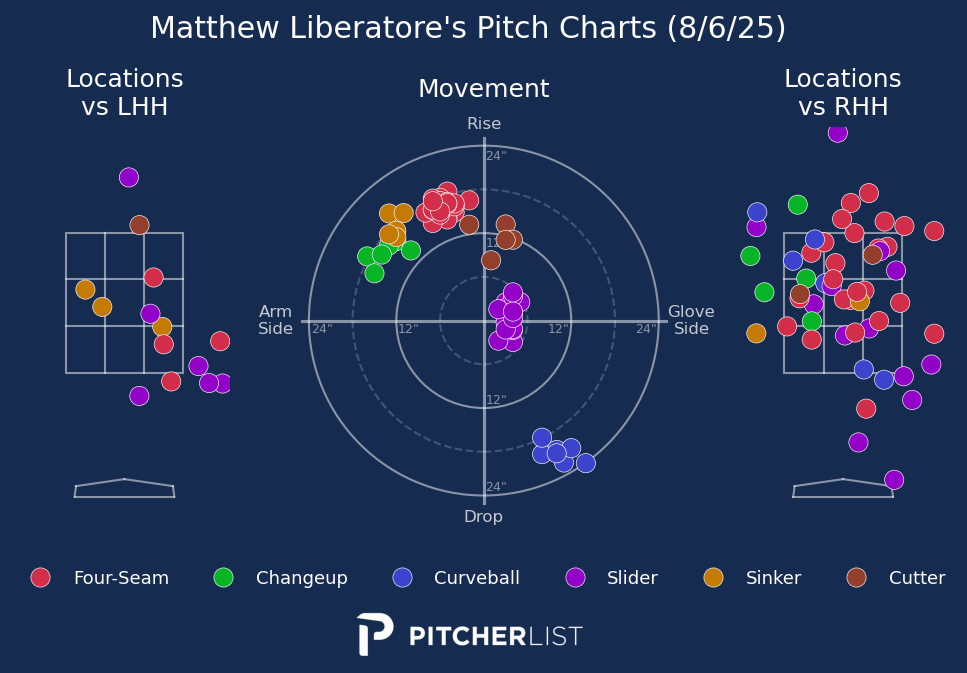 Matthew Liberatore's Pitch Charts (8/6/25)
Locations
vs LHH
Movement
Locations
vs RHH
Rise
24"
12"
Arm
Side
24"
12"
12"
24"
Glove
Side
12"
24"
Drop
Four-Seam
Changeup
Curveball
Slider
Sinker
Cutter
PITCHERLIST